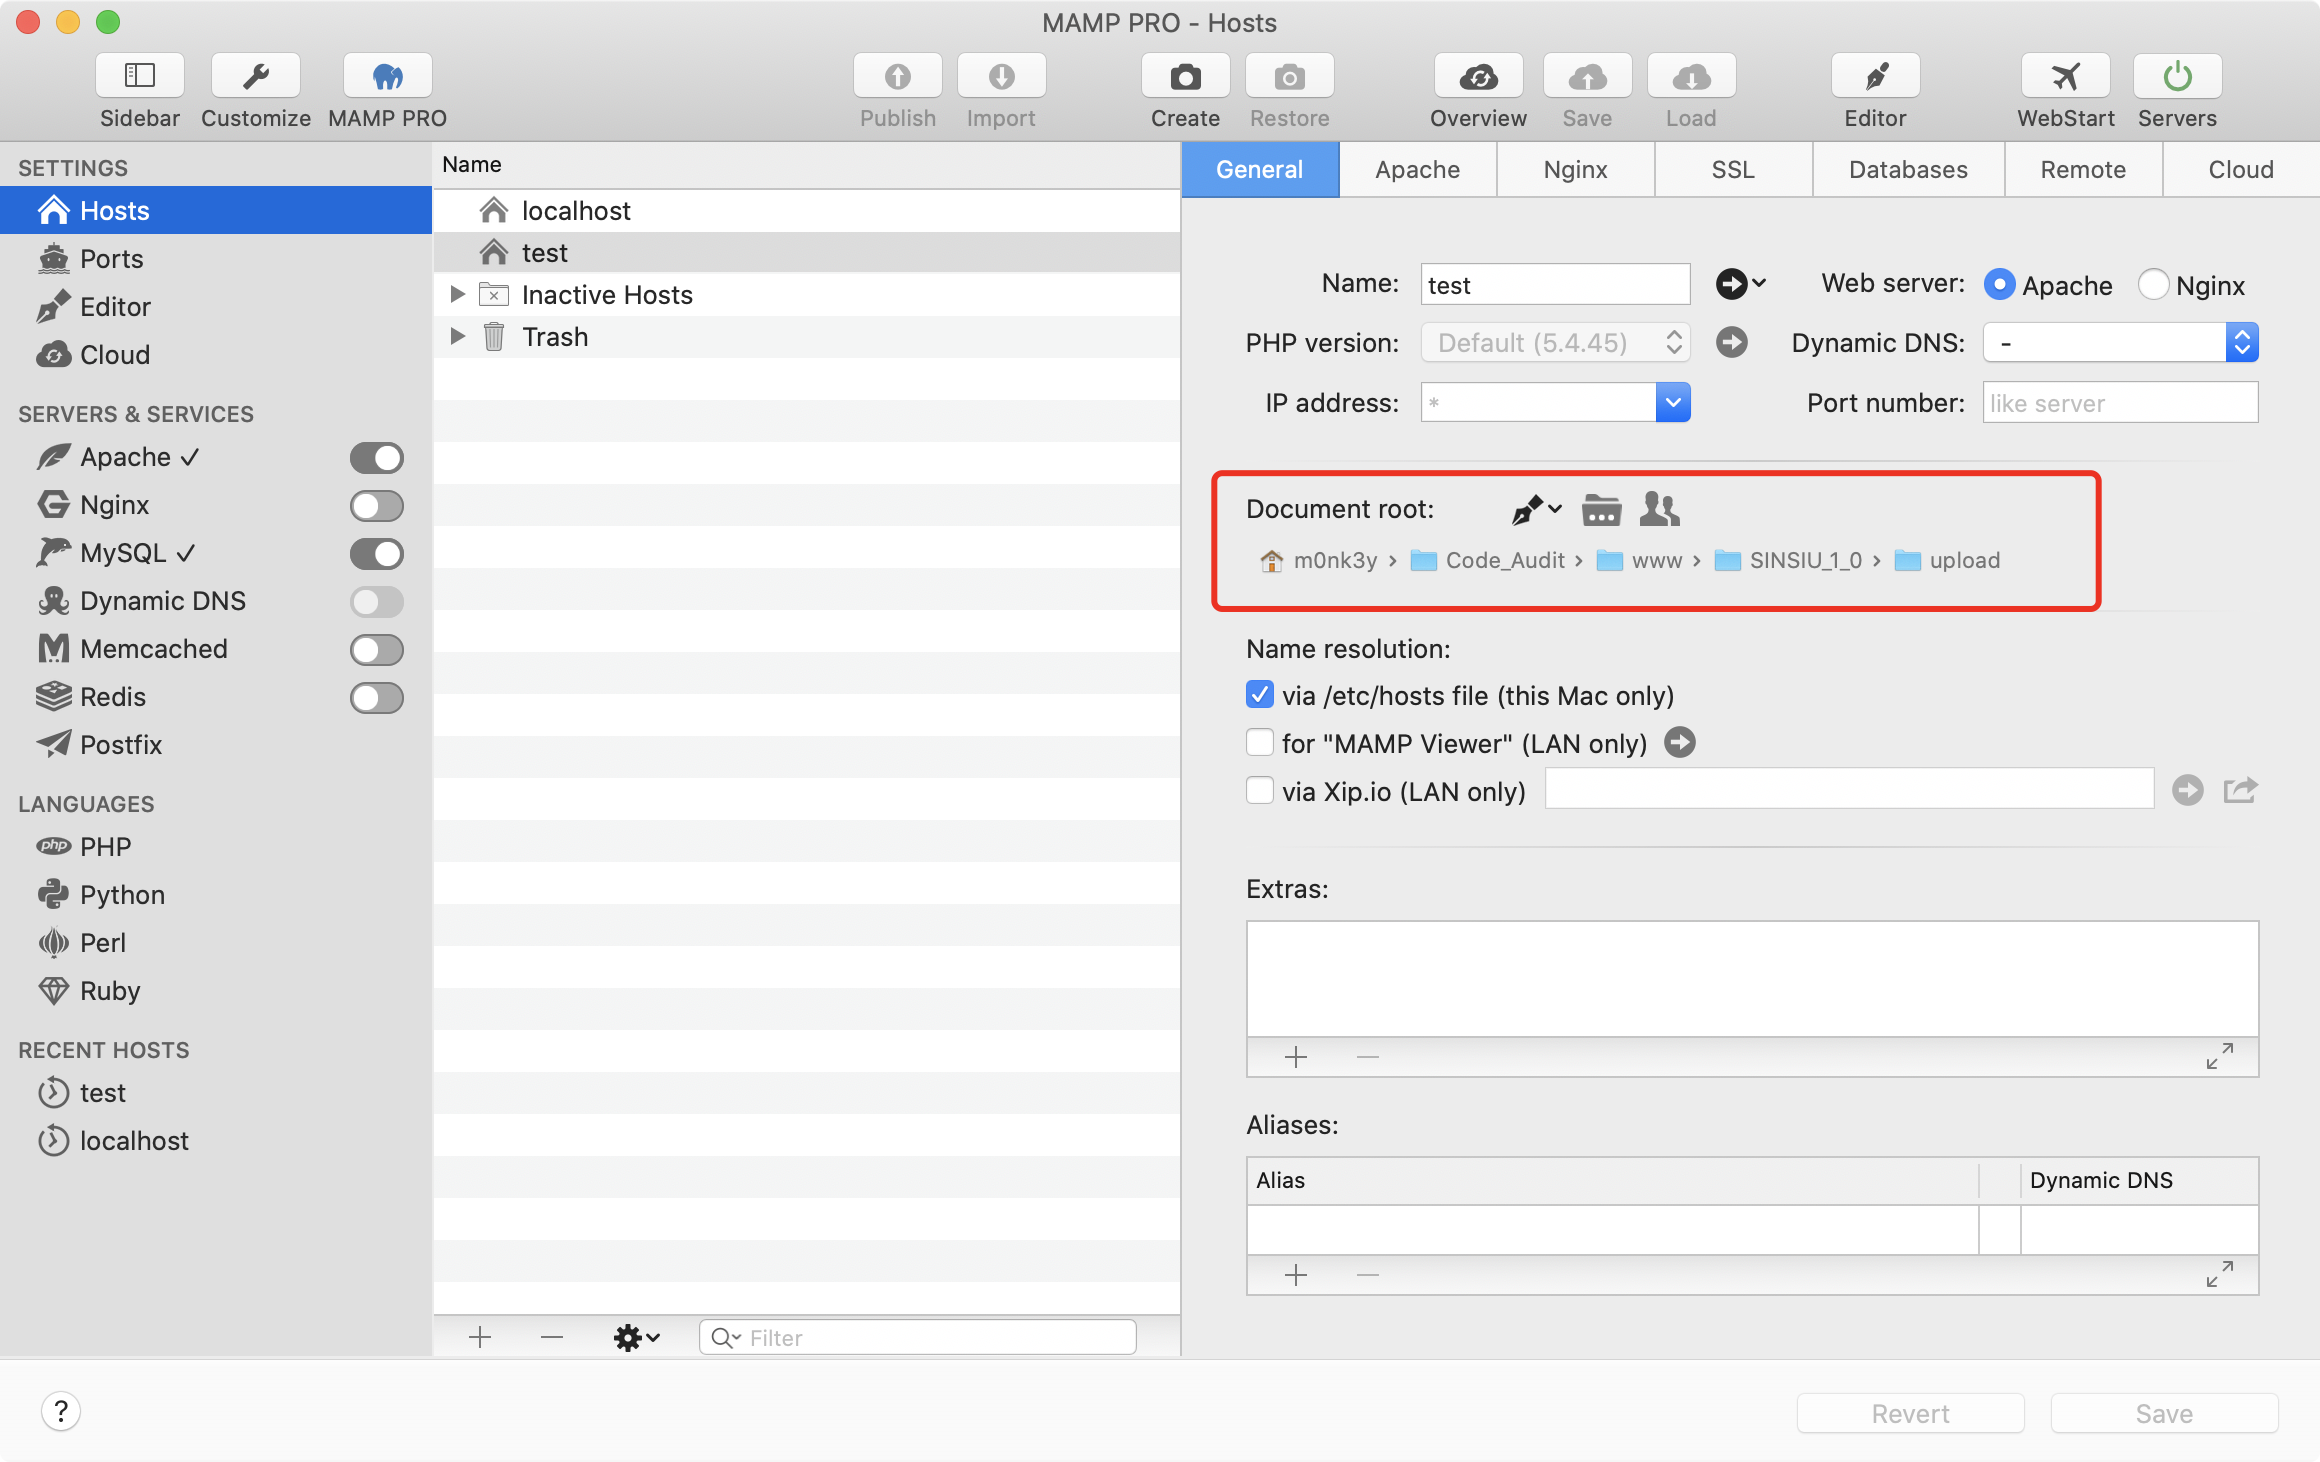 MAMP PRO - Hosts
Sidebar
Customize
MAMP PRO
Publish
Import
Create
Restore
Overview
Save
Load
Editor
WebStart
Servers
SETTINGS
Hosts
Ports
Editor
Cloud
SERVERS & SERVICES
Apache ✓
Nginx
MySQL ✓
Dynamic DNS
Memcached
Redis
Postfix
LANGUAGES
php PHP
Python
Perl
Ruby
RECENT HOSTS
test
localhost
Name
localhost
test
Inactive Hosts
Trash
Filter
General
Apache
Nginx
SSL
Databases
Remote
Cloud
Name: test
Web server: Apache Nginx
PHP version: Default (5.4.45)
Dynamic DNS: -
IP address: *
Port number: like server
Document root:
m0nk3y › Code_Audit › www › SINSIU_1_0 › upload
Name resolution:
via /etc/hosts file (this Mac only)
for "MAMP Viewer" (LAN only)
via Xip.io (LAN only)
Extras:
Aliases:
Alias
Dynamic DNS
?
Revert
Save